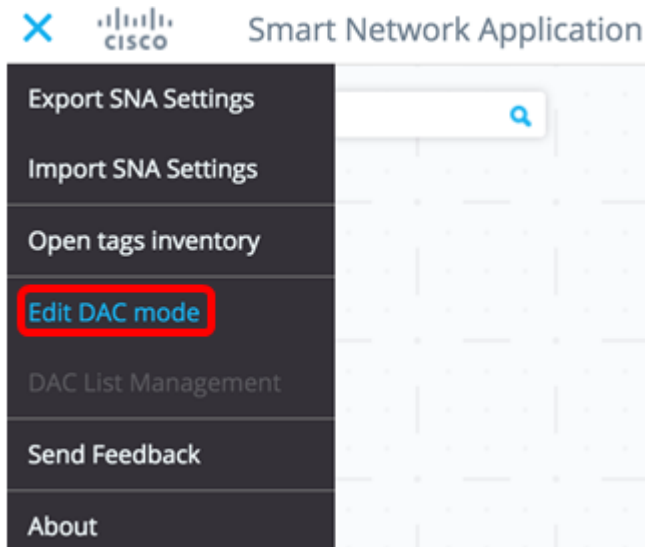 CISCO
Smart Network Application
Export SNA Settings
Import SNA Settings
Open tags inventory
Edit DAC mode
DAC List Management
Send Feedback
About